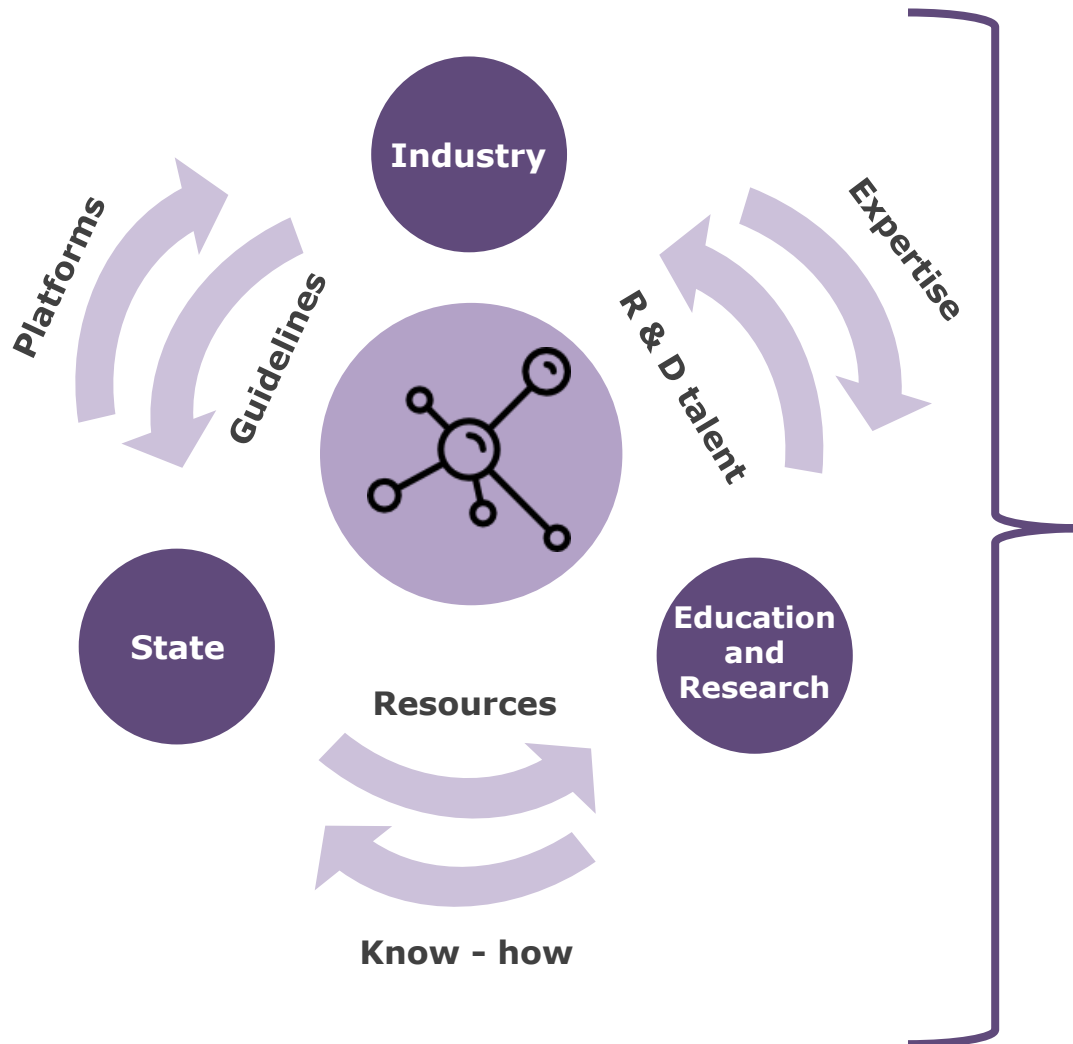 Industry
Platforms
Guidelines
Expertise
R & D talent
State
Education
and
Research
Resources
Know - how